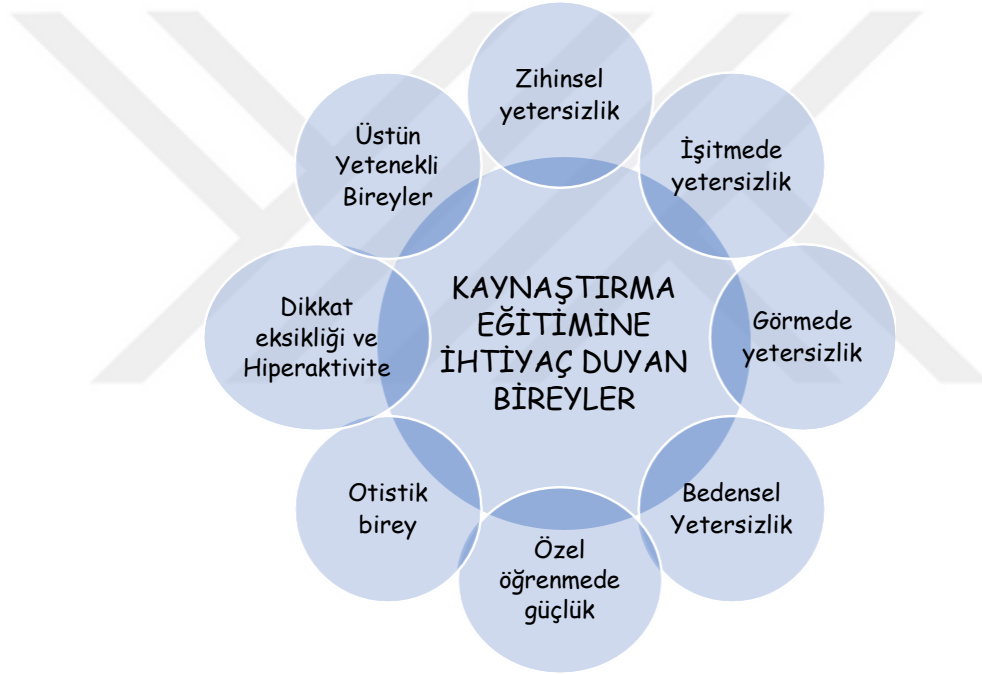 Zihinsel
yetersizlik
İşitmede
yetersizlik
Görmede
yetersizlik
Bedensel
Yetersizlik
Özel
öğrenmede
güçlük
Otistik
birey
Dikkat
eksikliği ve
Hiperaktivite
Üstün
Yetenekli
Bireyler
KAYNAŞTIRMA
EĞİTİMİNE
İHTİYAÇ DUYAN
BİREYLER